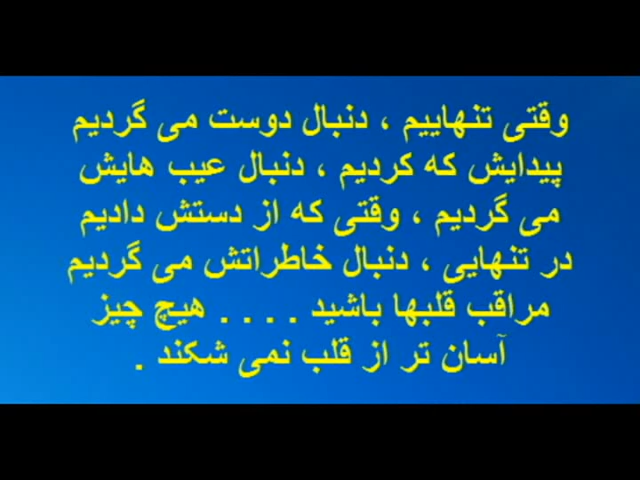 وقتی تنهاییم ، دنبال دوست می گردیم
پیدایش که کردیم ، دنبال عیب هایش
می گردیم ، وقتی که از دستش دادیم
در تنهایی ، دنبال خاطراتش می گردیم
مراقب قلبها باشید . . . . هیچ چیز
آسان تر از قلب نمی شکند .